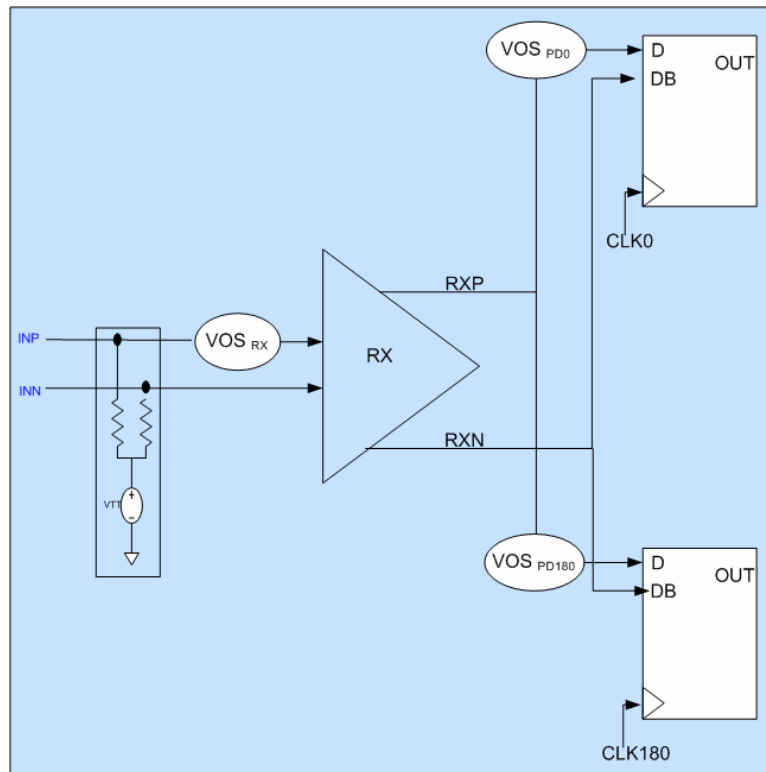 VOS PD0
D
OUT
DB
CLK0
RXP
INP
VOS RX
RX
INN
RXN
VTT
+
-
VOS PD180
D
OUT
DB
CLK180